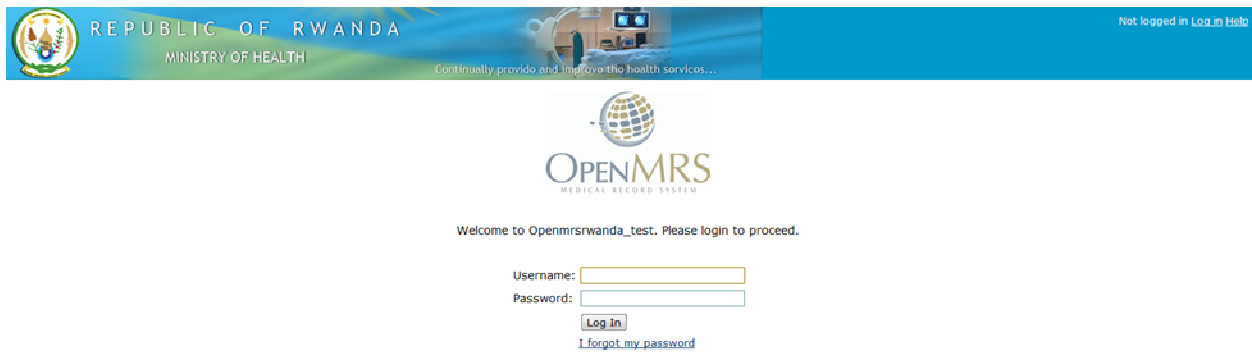 REPUBLIC OF RWANDA
MINISTRY OF HEALTH
Continually provide and improve the health services...
Not logged in Log in Help
OPENMRS
MEDICAL RECORD SYSTEM
Welcome to Openmrsrwanda_test. Please login to proceed.
Username:
Password:
Log In
I forgot my password